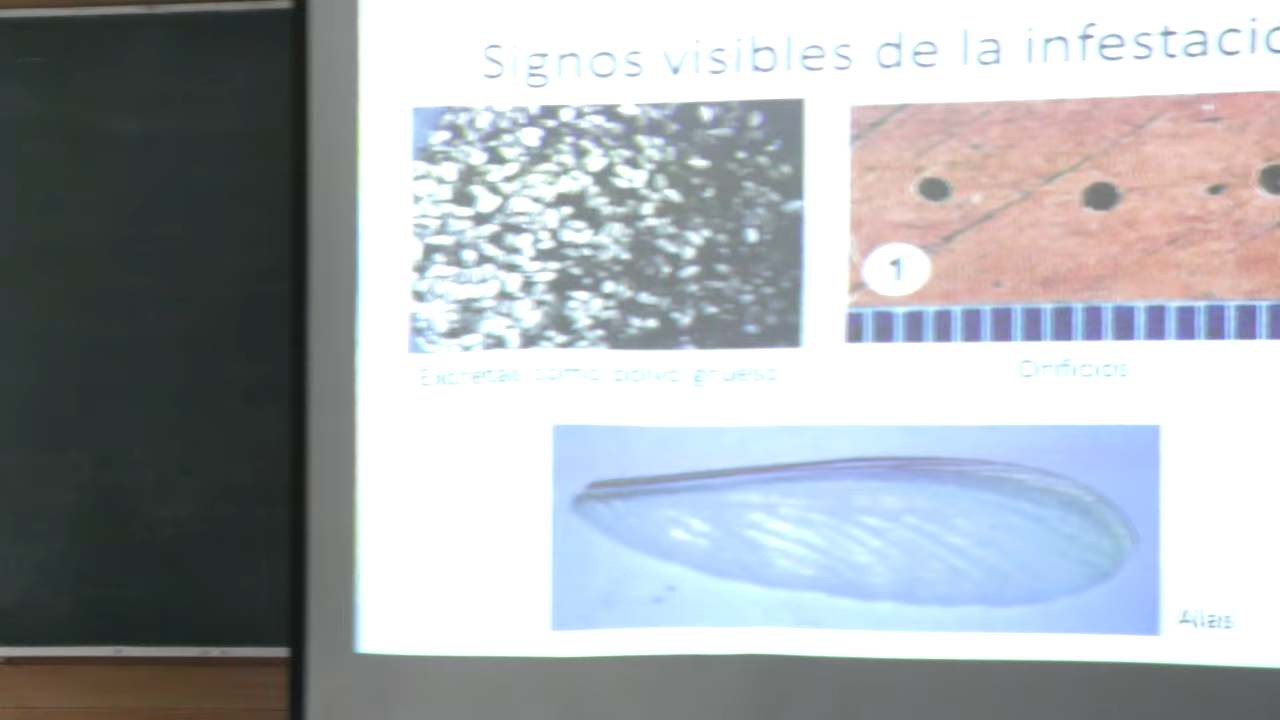 Signos visibles de la infestació
1
Excretas como polvo grueso
Orificios
Alas